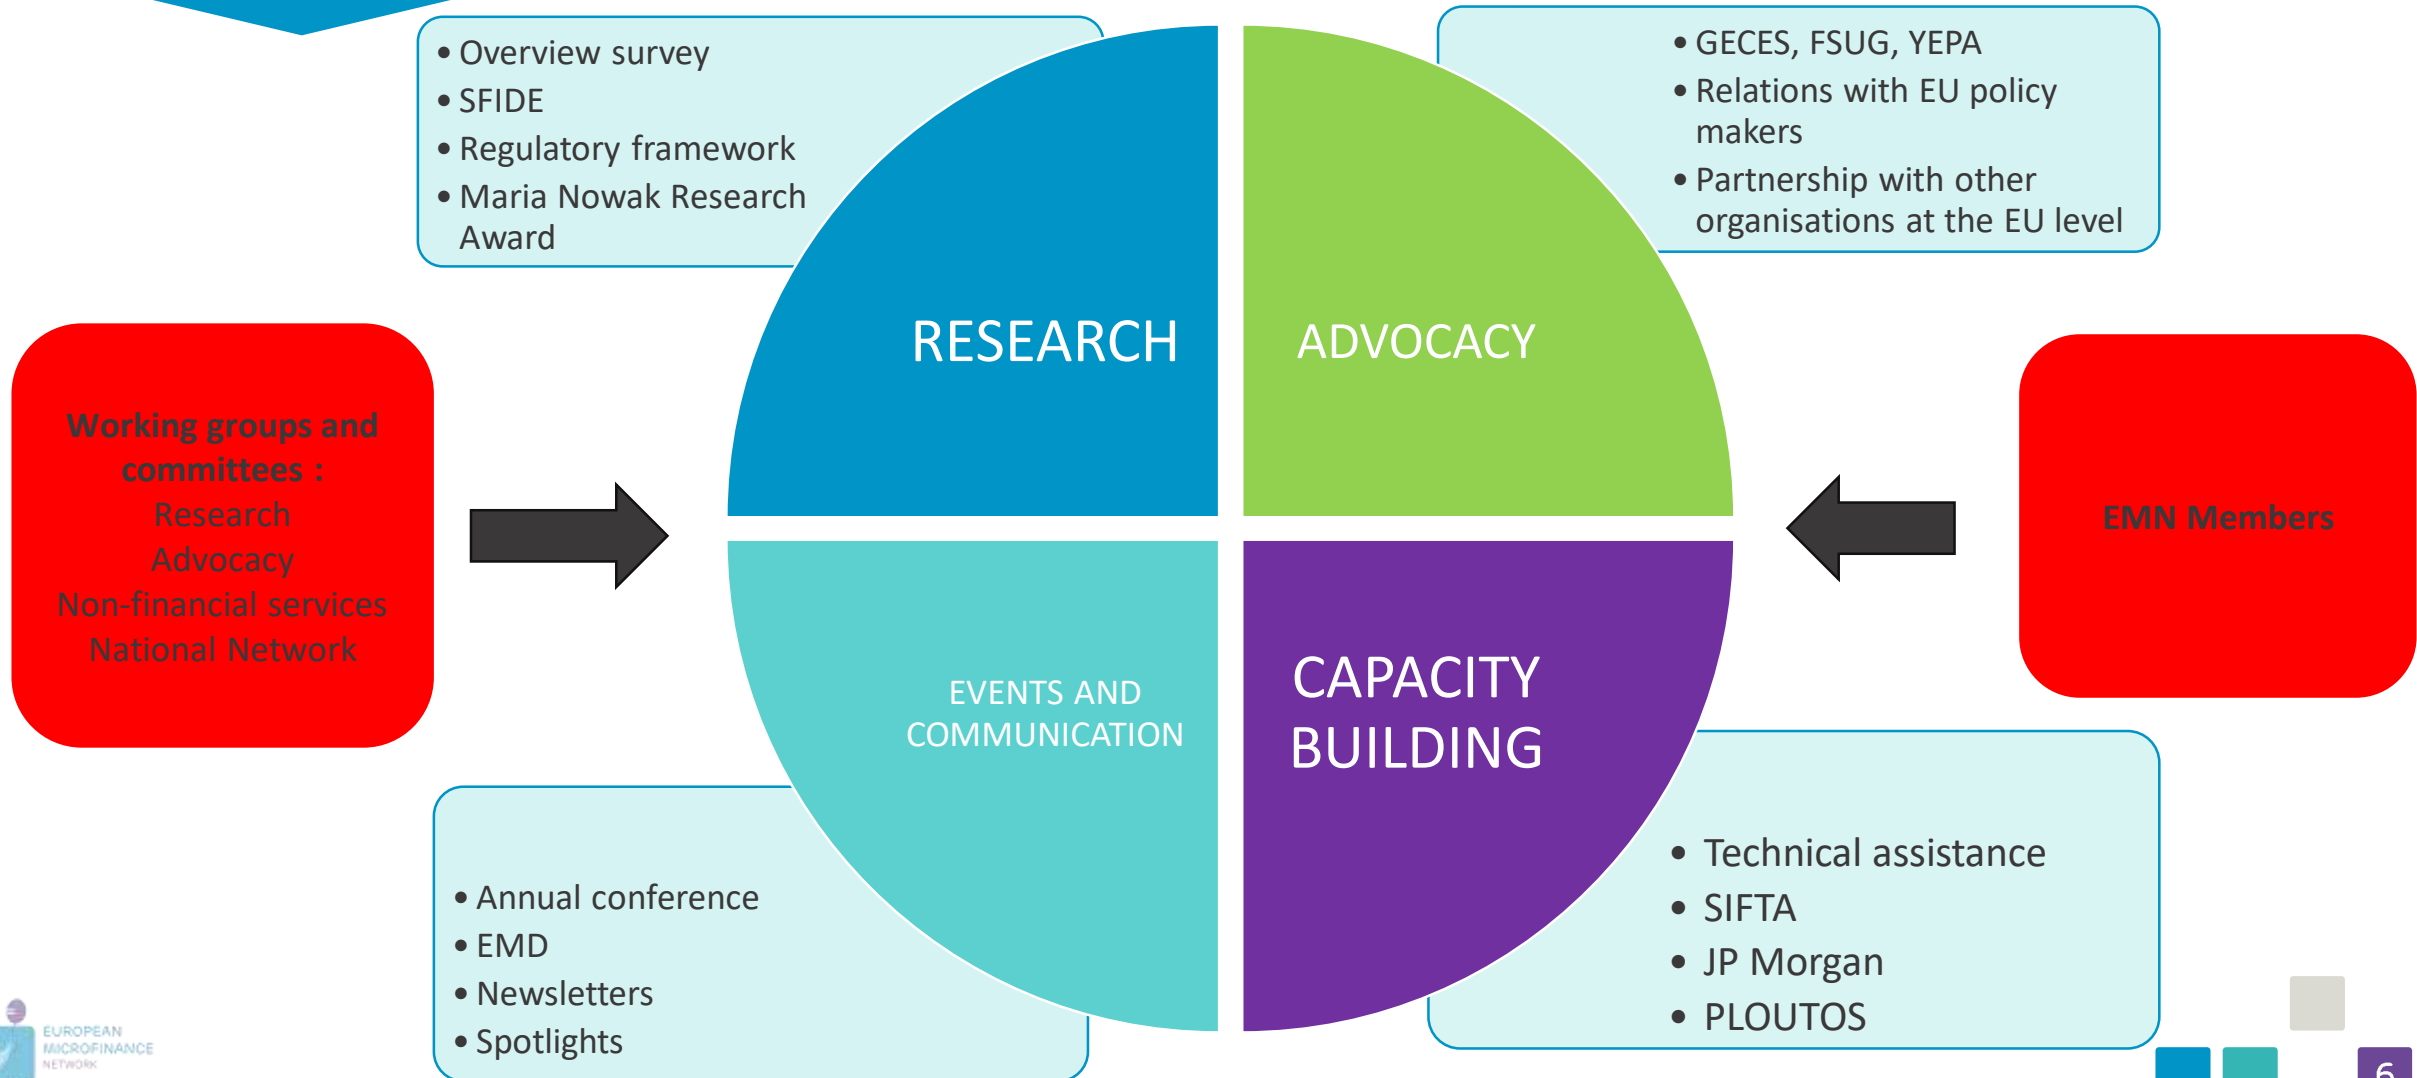 • Overview survey
• SFIDE
• Regulatory framework
• Maria Nowak Research
Award
• GECES, FSUG, YEPA
• Relations with EU policy
makers
• Partnership with other
organisations at the EU level
RESEARCH
ADVOCACY
Working groups and
committees :
Research
Advocacy
Non-financial services
National Network
EMN Members
EVENTS AND
COMMUNICATION
CAPACITY
BUILDING
• Annual conference
• EMD
• Newsletters
• Spotlights
• Technical assistance
• SIFTA
• JP Morgan
• PLOUTOS
EUROPEAN
MICROFINANCE
NETWORK
6